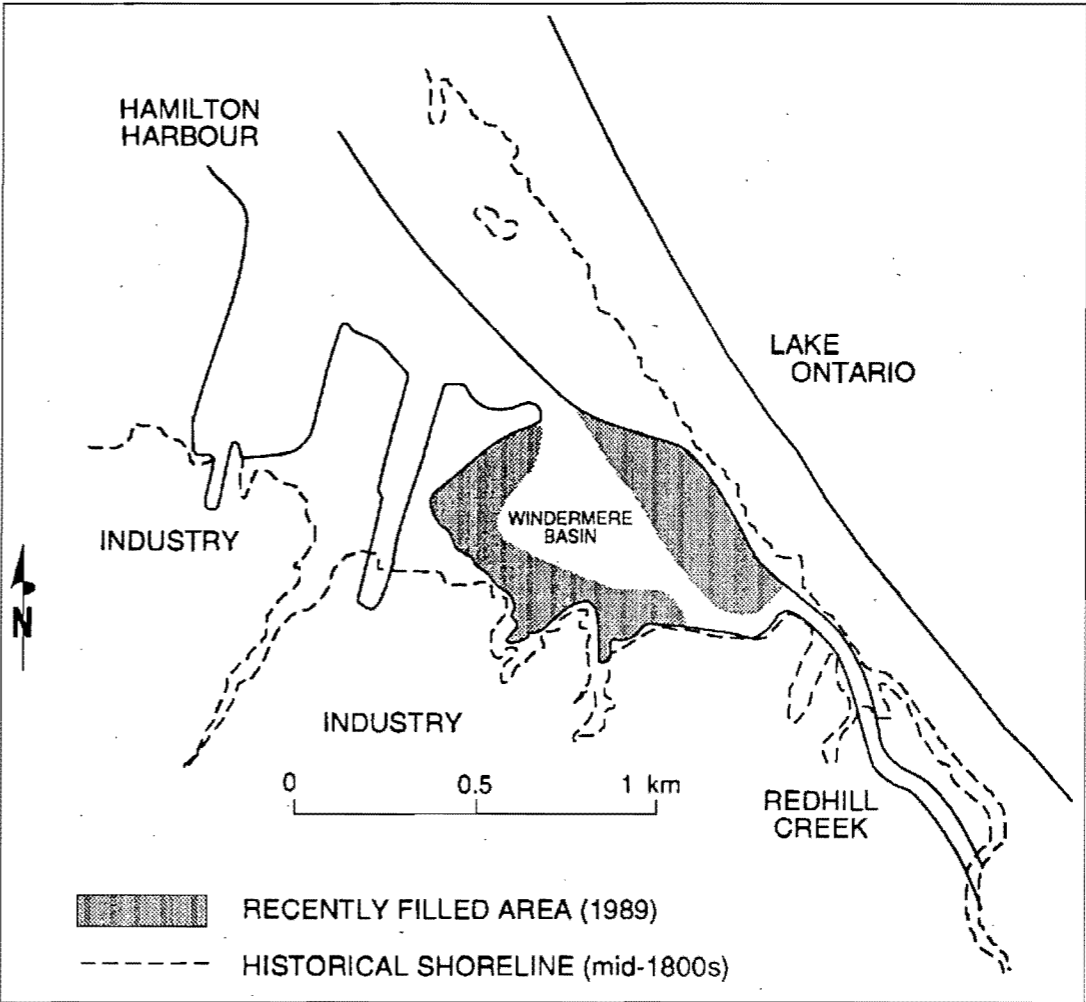 HAMILTON
HARBOUR
LAKE
ONTARIO
WINDERMERE
BASIN
INDUSTRY
N
INDUSTRY
0 0.5 1 km
REDHILL
CREEK
RECENTLY FILLED AREA (1989)
HISTORICAL SHORELINE (mid-1800s)